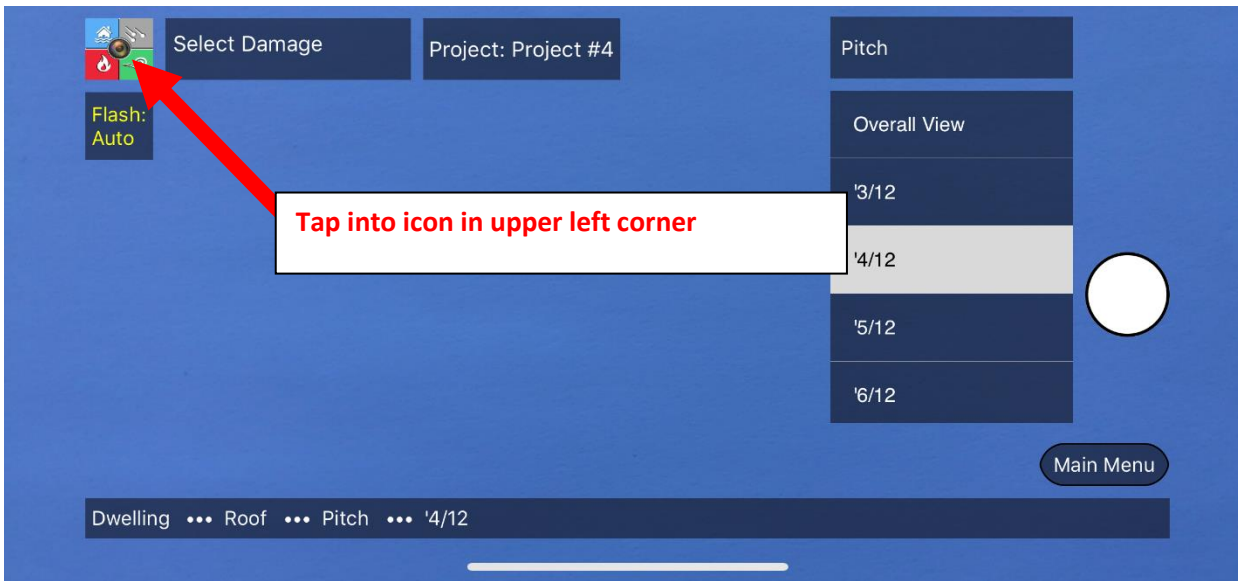 Select Damage
Project: Project #4
Pitch
Flash:
Auto
Overall View
'3/12
Tap into icon in upper left corner
'4/12
'5/12
'6/12
Main Menu
Dwelling ••• Roof ••• Pitch ••• '4/12